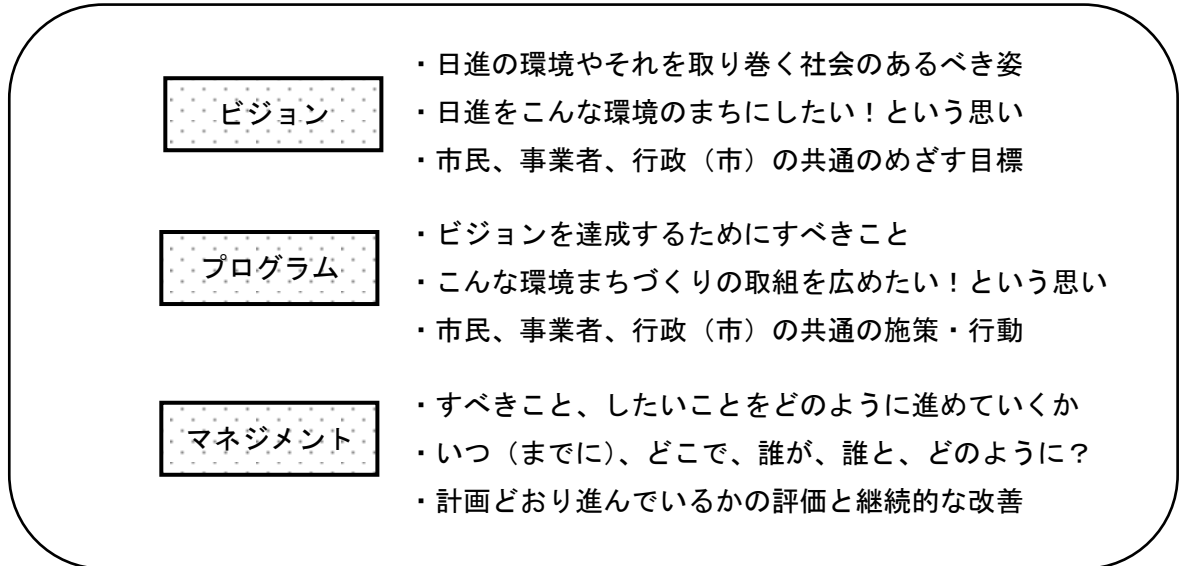 ビジョン
・日進の環境やそれを取り巻く社会のあるべき姿
・日進をこんな環境のまちにしたい！という思い
・市民、事業者、行政（市）の共通のめざす目標
プログラム
・ビジョンを達成するためにすべきこと
・こんな環境まちづくりの取組を広めたい！という思い
・市民、事業者、行政（市）の共通の施策・行動
マネジメント
・すべきこと、したいことをどのように進めていくか
・いつ（までに）、どこで、誰が、誰と、どのように？
・計画どおり進んでいるかの評価と継続的な改善